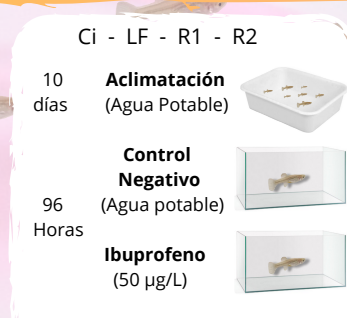 Ci - LF - R1 - R2
10 días
Aclimatación
(Agua Potable)
96 Horas
Control
Negativo
(Agua potable)
Ibuprofeno
(50 µg/L)